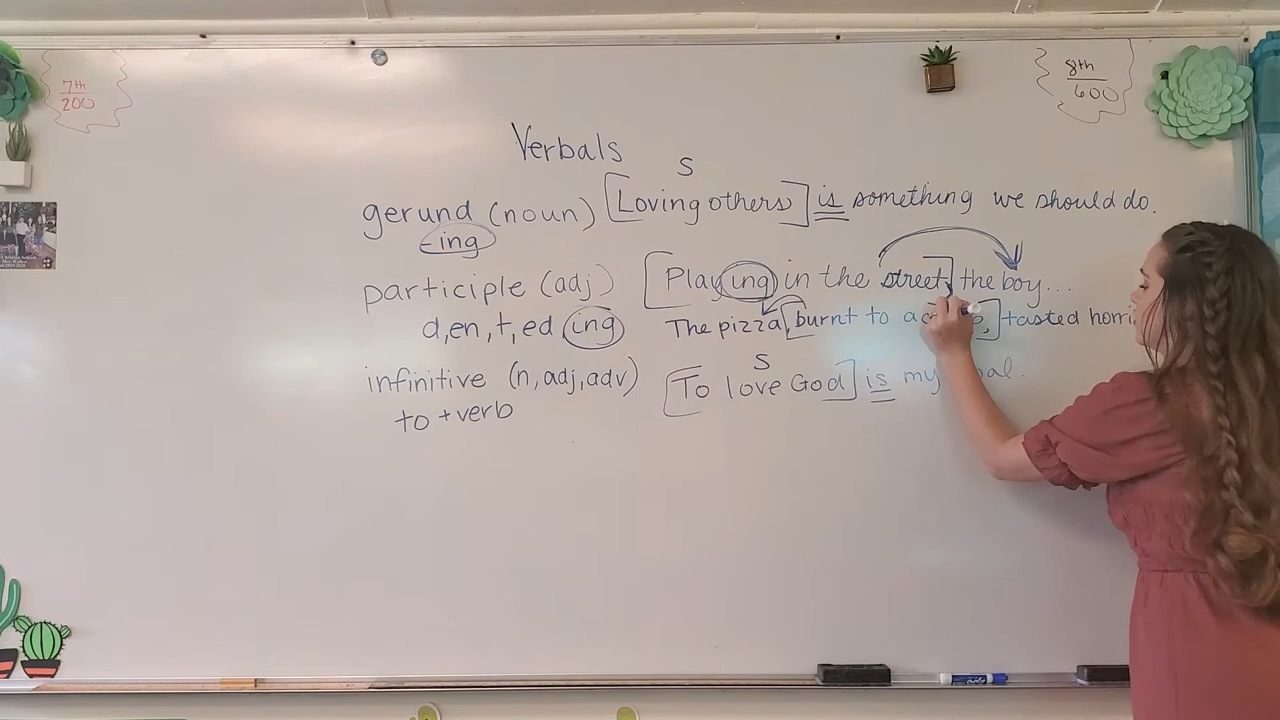 7th
200
8th
600
Verbals
S
gerund (noun) [Loving others] is something we should do.
-ing
participle (adj) [Playing in the street, the boy...
d, en, t, ed ing The pizza, [burnt to a tasted
S
infinitive (n, adj, adv) [To love God] is my
to + verb